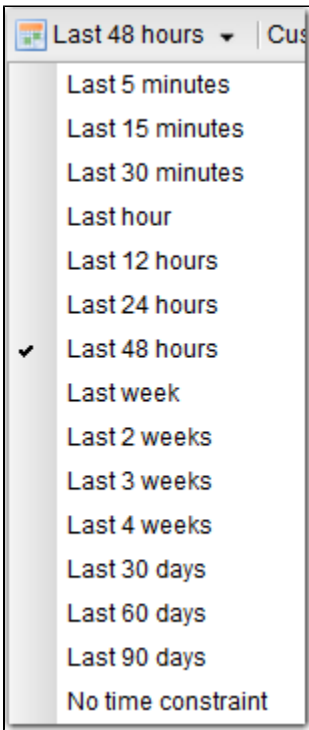 Last 48 hours Cus
Last 5 minutes
Last 15 minutes
Last 30 minutes
Last hour
Last 12 hours
Last 24 hours
Last 48 hours
Last week
Last 2 weeks
Last 3 weeks
Last 4 weeks
Last 30 days
Last 60 days
Last 90 days
No time constraint